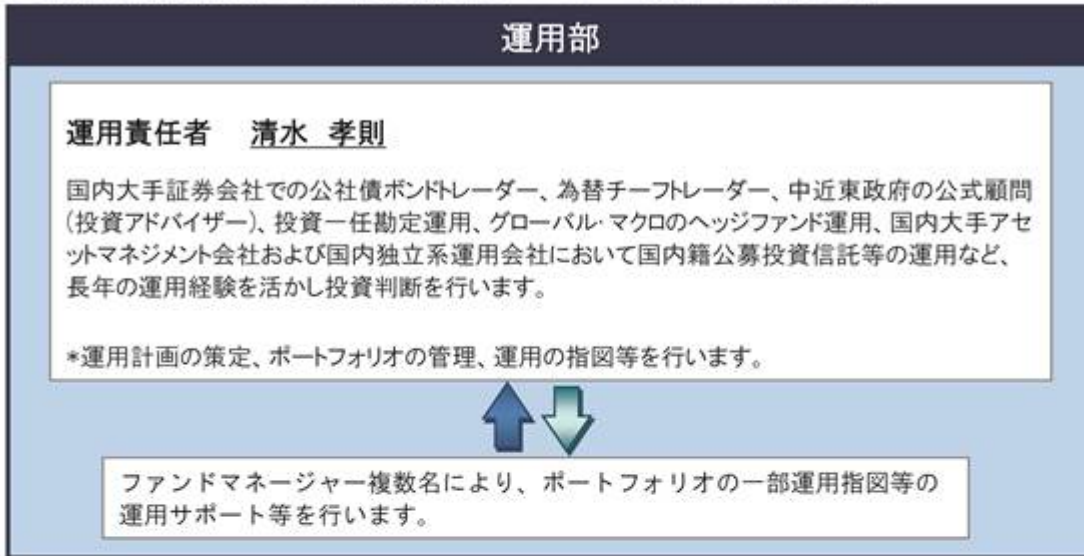 運用部
運用責任者　清水　孝則
国内大手証券会社での公社債ボンドトレーダー、為替チーフトレーダー、中近東政府の公式顧問
(投資アドバイザー)、投資一任勘定運用、グローバル・マクロのヘッジファンド運用、国内大手アセ
ットマネジメント会社および国内独立系運用会社において国内籍公募投資信託等の運用など、
長年の運用経験を活かし投資判断を行います。
*運用計画の策定、ポートフォリオの管理、運用の指図等を行います。
ファンドマネージャー複数名により、ポートフォリオの一部運用指図等の
運用サポート等を行います。